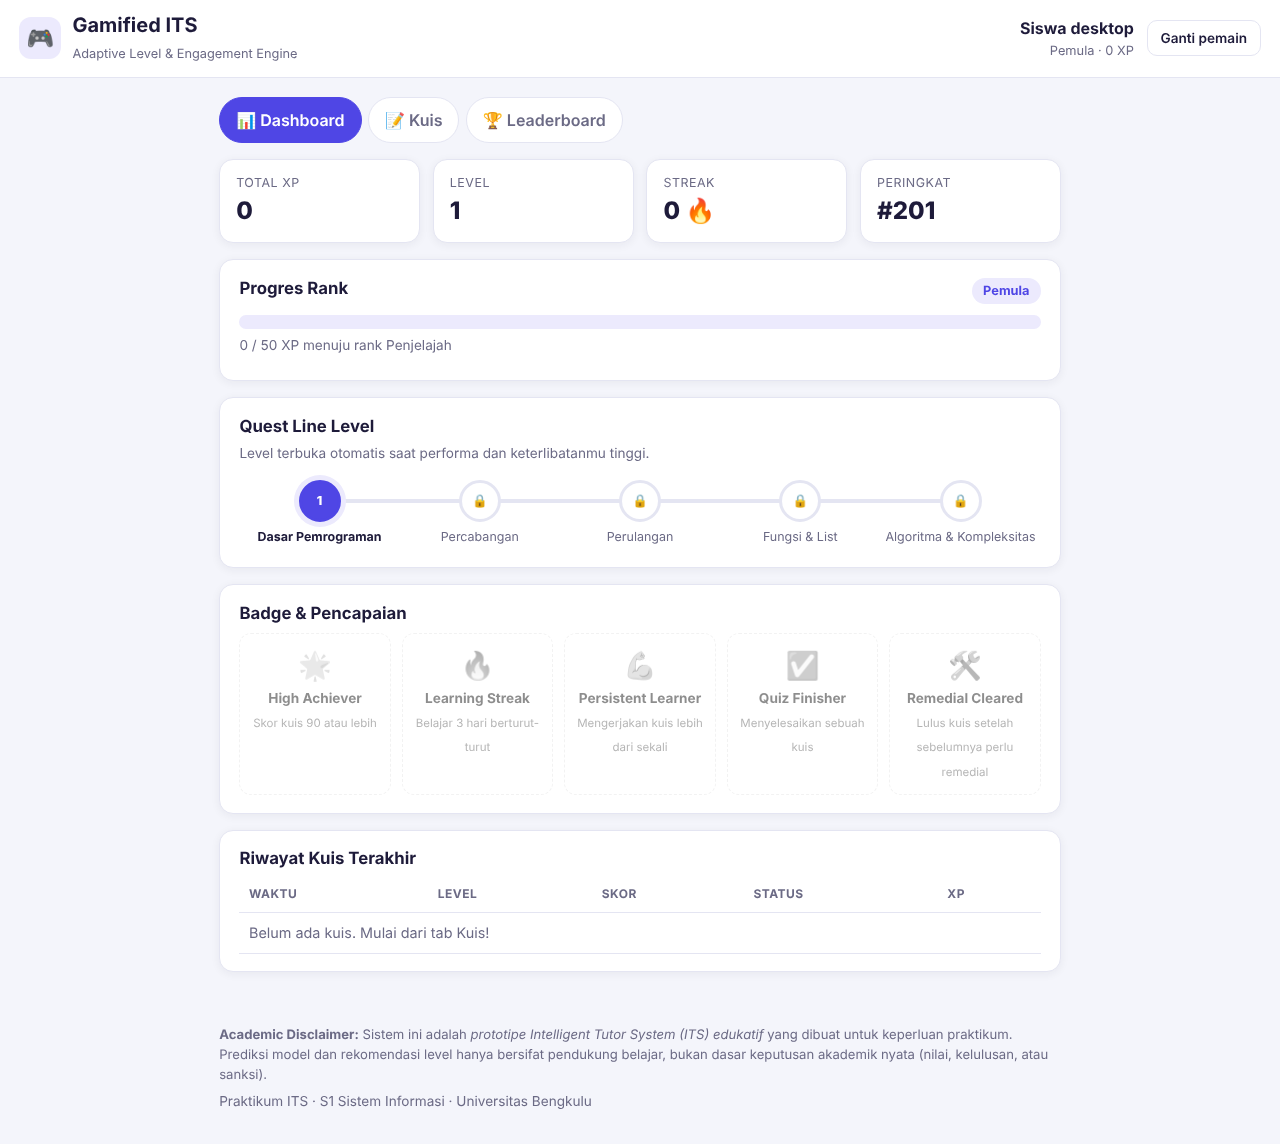 Gamified ITS
Adaptive Level & Engagement Engine
Siswa desktop
Pemula · 0 XP
Ganti pemain
📊 Dashboard
📝 Kuis
🏆 Leaderboard
TOTAL XP
0
LEVEL
1
STREAK
0 🔥
PERINGKAT
#201
Progres Rank
Pemula
0 / 50 XP menuju rank Penjelajah
Quest Line Level
Level terbuka otomatis saat performa dan keterlibatanmu tinggi.
1
Dasar Pemrograman
Percabangan
Perulangan
Fungsi & List
Algoritma & Kompleksitas
Badge & Pencapaian
High Achiever
Skor kuis 90 atau lebih
Learning Streak
Belajar 3 hari berturut-
turut
Persistent Learner
Mengerjakan kuis lebih
dari sekali
Quiz Finisher
Menyelesaikan sebuah
kuis
Remedial Cleared
Lulus kuis setelah
sebelumnya perlu
remedial
Riwayat Kuis Terakhir
WAKTU LEVEL SKOR STATUS XP
Belum ada kuis. Mulai dari tab Kuis!
Academic Disclaimer: Sistem ini adalah prototipe Intelligent Tutor System (ITS) edukatif yang dibuat untuk keperluan praktikum.
Prediksi model dan rekomendasi level hanya bersifat pendukung belajar, bukan dasar keputusan akademik nyata (nilai, kelulusan, atau
sanksi).
Praktikum ITS · S1 Sistem Informasi · Universitas Bengkulu